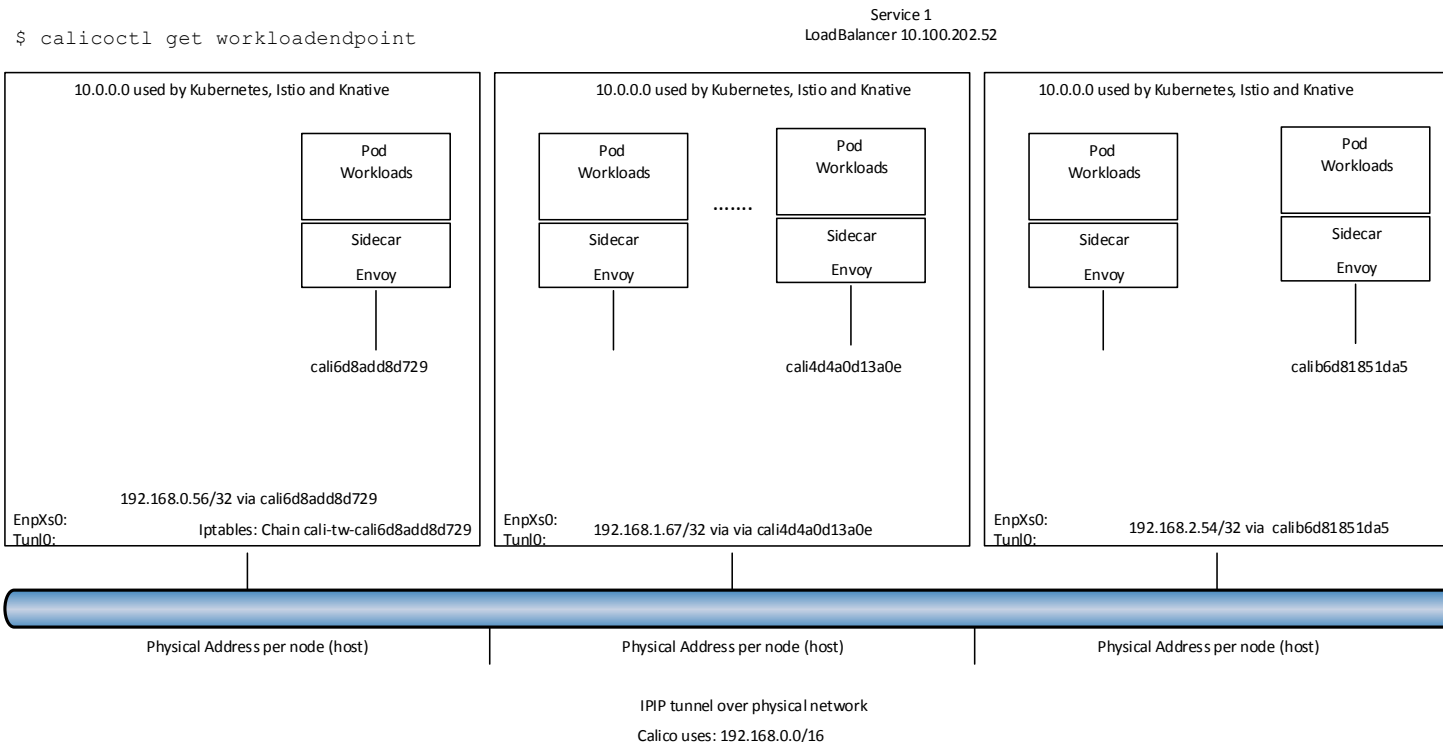 Service 1
LoadBalancer 10.100.202.52
$ calicoctl get workloadendpoint
10.0.0.0 used by Kubernetes, Istio and Knative
Pod
Workloads
Sidecar
Envoy
cali6d8add8d729
192.168.0.56/32 via cali6d8add8d729
EnpXs0:
Tunl0:
Iptables: Chain cali-tw-cali6d8add8d729
10.0.0.0 used by Kubernetes, Istio and Knative
Pod
Workloads
Sidecar
Envoy
.......
Pod
Workloads
Sidecar
Envoy
cali4d4a0d13a0e
EnpXs0:
Tunl0:
192.168.1.67/32 via via cali4d4a0d13a0e
10.0.0.0 used by Kubernetes, Istio and Knative
Pod
Workloads
Sidecar
Envoy
Pod
Workloads
Sidecar
Envoy
calib6d81851da5
EnpXs0:
Tunl0:
192.168.2.54/32 via calib6d81851da5
Physical Address per node (host)
Physical Address per node (host)
Physical Address per node (host)
IPIP tunnel over physical network
Calico uses: 192.168.0.0/16